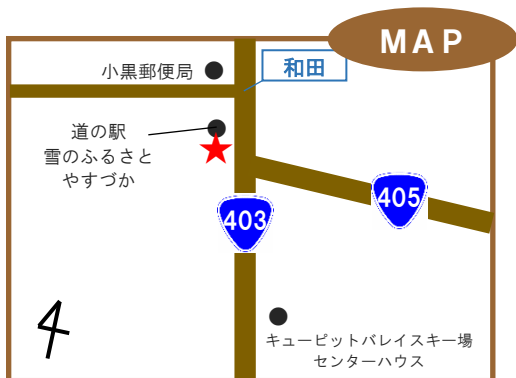 MAP
小黒郵便局
和田
道の駅
雪のふるさと
やすづか
405
403
キューピットバレイスキー場
センターハウス